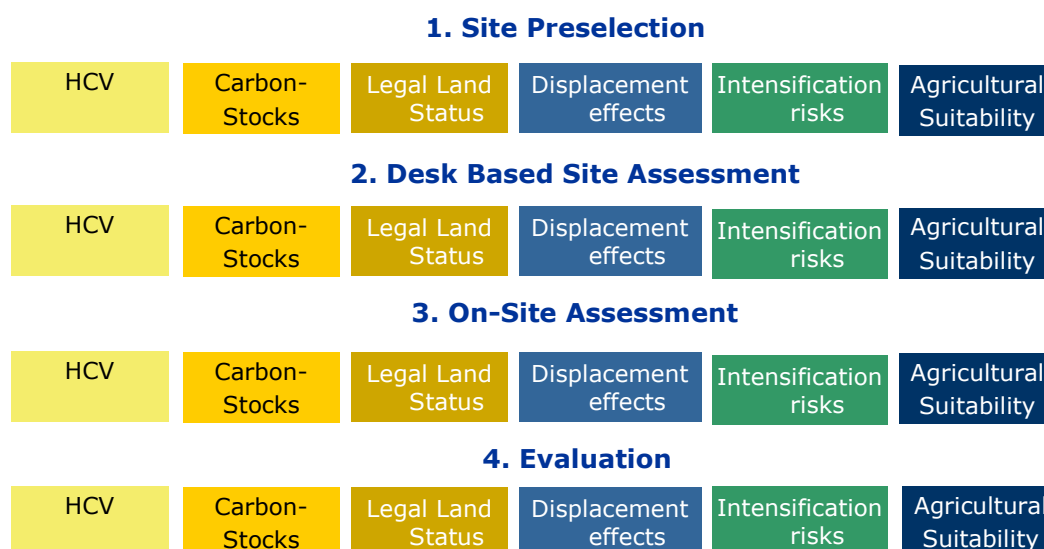 1. Site Preselection
HCV
Carbon-
Stocks
Legal Land
Status
Displacement
effects
Intensification
risks
Agricultural
Suitability
2. Desk Based Site Assessment
HCV
Carbon-
Stocks
Legal Land
Status
Displacement
effects
Intensification
risks
Agricultural
Suitability
3. On-Site Assessment
HCV
Carbon-
Stocks
Legal Land
Status
Displacement
effects
Intensification
risks
Agricultural
Suitability
4. Evaluation
HCV
Carbon-
Stocks
Legal Land
Status
Displacement
effects
Intensification
risks
Agricultural
Suitability